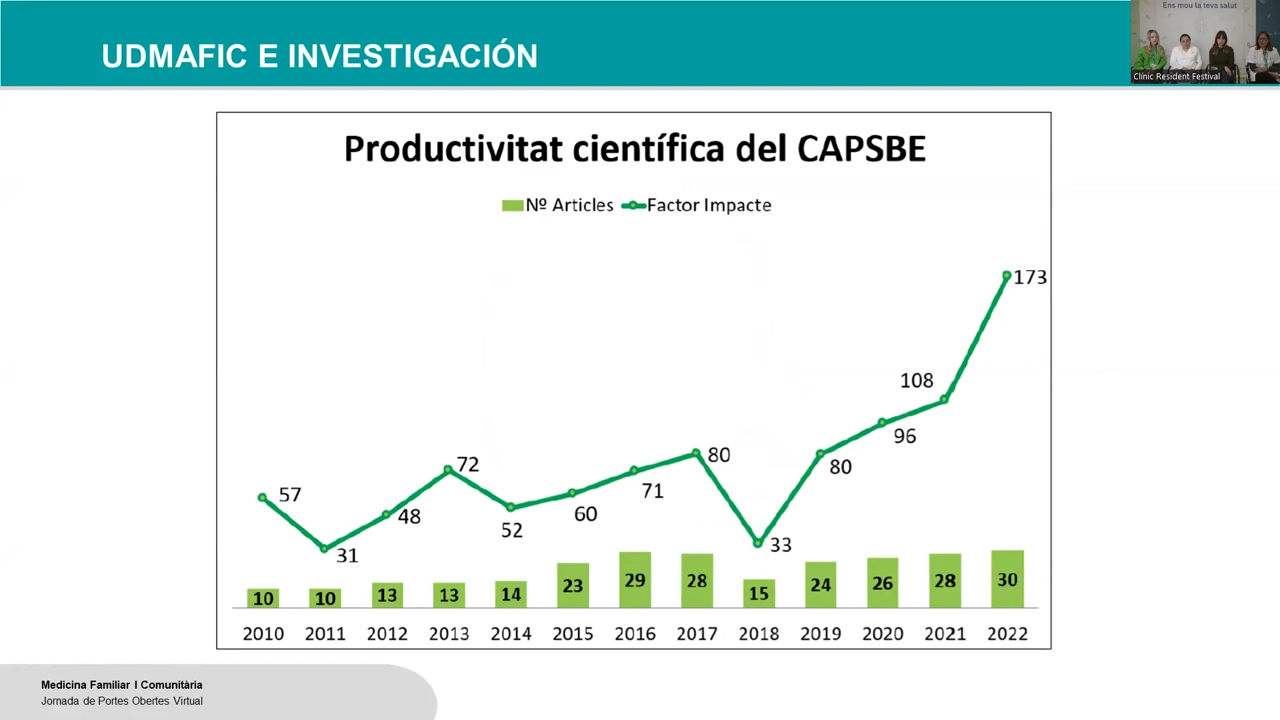 Ens mou la teva salut
UDMAFIC E INVESTIGACIÓN
Clínic Resident Festival
Productivitat científica del CAPSBE
Nº Articles Factor Impacte
173
108
96
80
80
72
71
60
57
52
48
33
31
10 10 13 13 14 23 29 28 15 24 26 28 30
2010 2011 2012 2013 2014 2015 2016 2017 2018 2019 2020 2021 2022
Medicina Familiar I Comunitària
Jornada de Portes Obertes Virtual